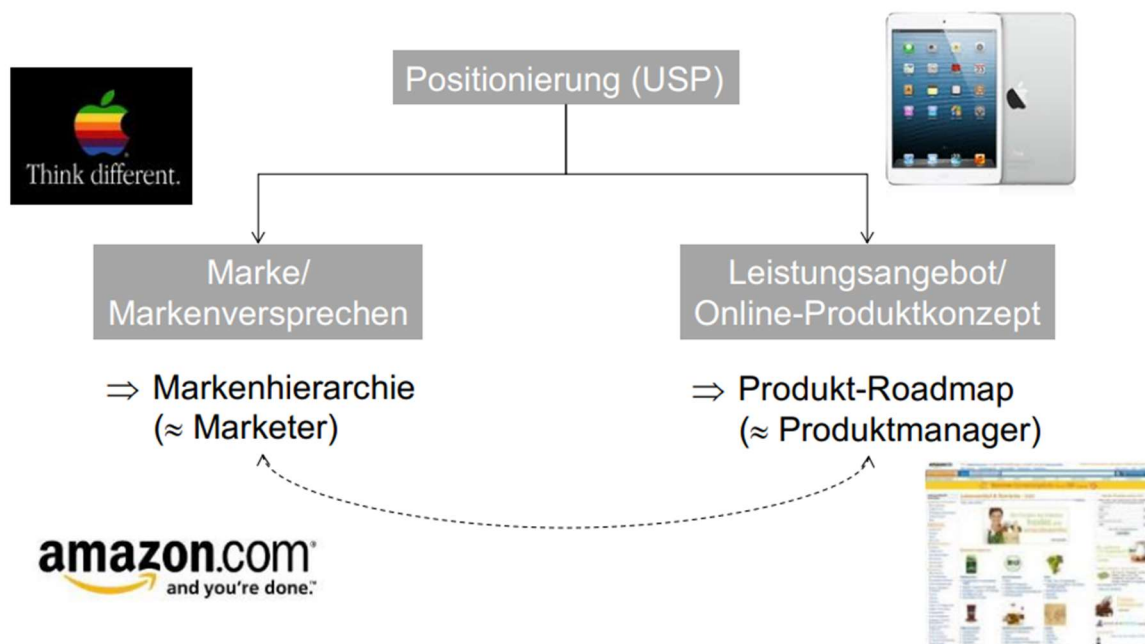 Positionierung (USP)
Think different.
Marke/
Markenversprechen
Leistungsangebot/
Online-Produktkonzept
⇒ Markenhierarchie
(≈ Marketer)
⇒ Produkt-Roadmap
(≈ Produktmanager)
amazon.com®
and you're done.™